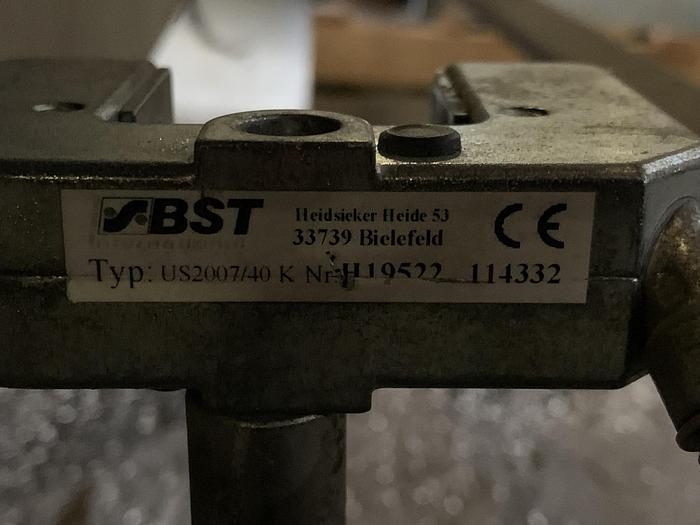 BST
Heidsieker Heide 53
33739 Bielefeld
CE
Typ: US2007/40 K Nr. H19522 114332